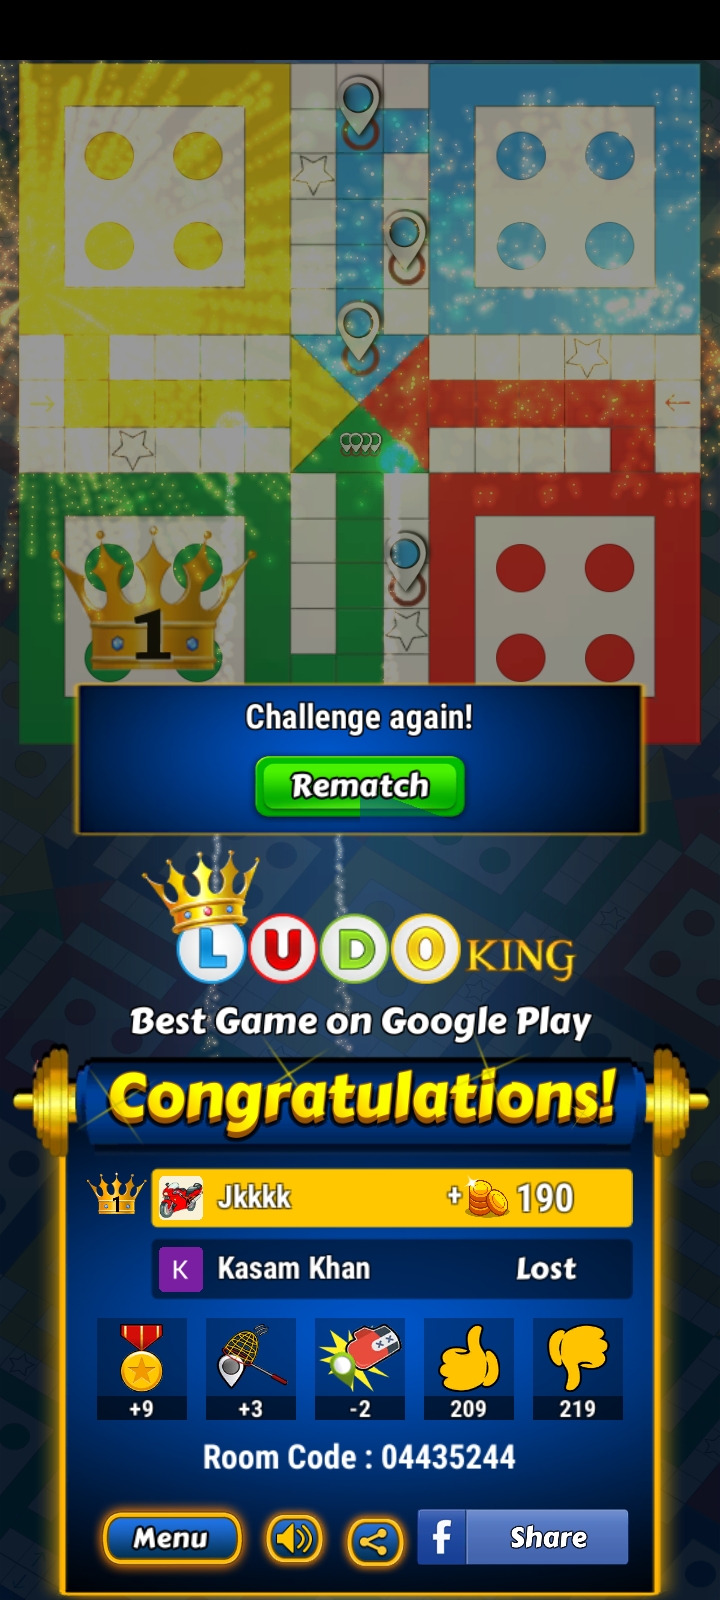 1
Challenge again!
Rematch
LUDO KING
Best Game on Google Play
Congratulations!
1 Jkkkk + 190
K Kasam Khan Lost
+9 +3 -2 209 219
Room Code : 04435244
Menu f Share